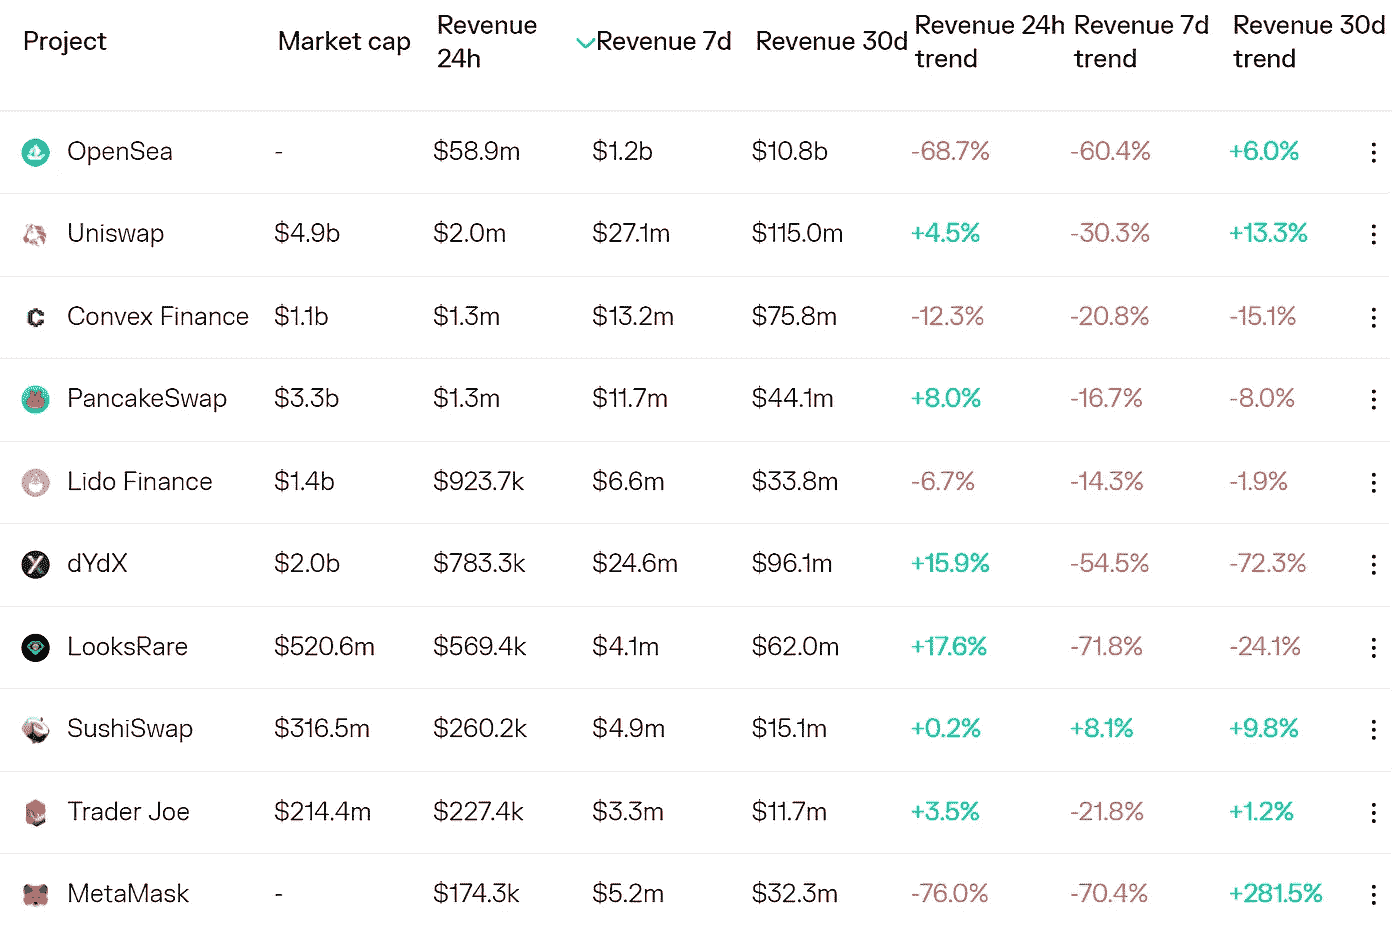 Project Market cap Revenue 24h Revenue 7d Revenue 30d Revenue 24h trend Revenue 7d trend Revenue 30d trend
OpenSea - $58.9m $1.2b $10.8b -68.7% -60.4% +6.0%
Uniswap $4.9b $2.0m $27.1m $115.0m +4.5% -30.3% +13.3%
Convex Finance $1.1b $1.3m $13.2m $75.8m -12.3% -20.8% -15.1%
PancakeSwap $3.3b $1.3m $11.7m $44.1m +8.0% -16.7% -8.0%
Lido Finance $1.4b $923.7k $6.6m $33.8m -6.7% -14.3% -1.9%
dYdX $2.0b $783.3k $24.6m $96.1m +15.9% -54.5% -72.3%
LooksRare $520.6m $569.4k $4.1m $62.0m +17.6% -71.8% -24.1%
SushiSwap $316.5m $260.2k $4.9m $15.1m +0.2% +8.1% +9.8%
Trader Joe $214.4m $227.4k $3.3m $11.7m +3.5% -21.8% +1.2%
MetaMask - $174.3k $5.2m $32.3m -76.0% -70.4% +281.5%